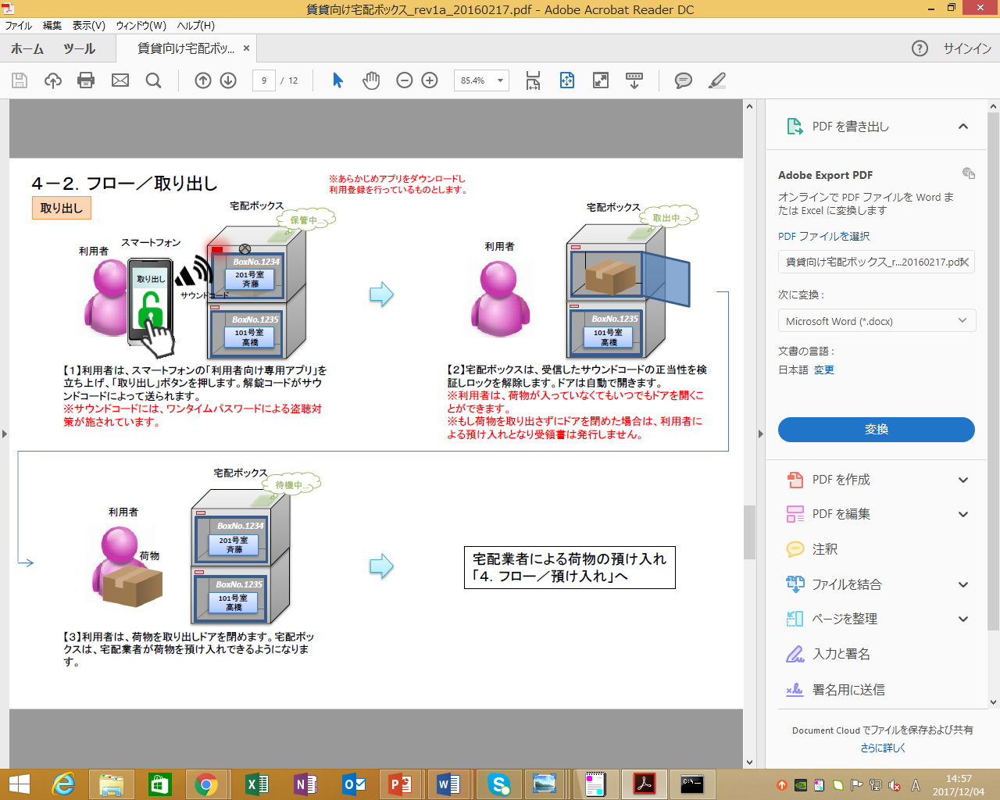 賃貸向け宅配ボックス_rev1a_20160217.pdf - Adobe Acrobat Reader DC
ファイル 編集 表示(V) ウィンドウ(W) ヘルプ(H)
ホーム ツール 賃貸向け宅配ボッ... × サインイン
9 / 12 85.4%
4－2．フロー／取り出し
※あらかじめアプリをダウンロードし
利用登録を行っているものとします。
取り出し
宅配ボックス
保管中...
スマートフォン
利用者
取り出し
サウンドコード
BoxNo.1234
201号室
斉藤
BoxNo.1235
101号室
高橋
【1】利用者は、スマートフォンの「利用者向け専用アプリ」を
立ち上げ、「取り出し」ボタンを押します。解錠コードがサウ
ンドコードによって送られます。
※サウンドコードには、ワンタイムパスワードによる盗聴対
策が施されています。
宅配ボックス
取出中...
利用者
BoxNo.1235
101号室
高橋
【2】宅配ボックスは、受信したサウンドコードの正当性を検
証しロックを解除します。ドアは自動で開きます。
※利用者は、荷物が入っていなくてもいつでもドアを開くこ
とができます。
※もし荷物を取り出さずにドアを閉めた場合は、利用者に
よる預け入れとなり受領書は発行しません。
宅配ボックス
待機中...
利用者
荷物
BoxNo.1234
201号室
斉藤
BoxNo.1235
101号室
高橋
【3】利用者は、荷物を取り出しドアを閉めます。宅配ボッ
クスは、宅配業者が荷物を預け入れできるようになりま
す。
宅配業者による荷物の預け入れ
「4．フロー／預け入れ」へ
PDF を書き出し
Adobe Export PDF
オンラインで PDF ファイルを Word ま
たは Excel に変換します
PDF ファイルを選択
賃貸向け宅配ボックス_r...20160217.pdf
次に変換 :
Microsoft Word (*.docx)
文書の言語 :
日本語 変更
変換
PDF を作成
PDF を編集
注釈
ファイルを結合
ページを整理
入力と署名
署名用に送信
Document Cloud でファイルを保存および共有
さらに詳しく
A
14:57
2017/12/04